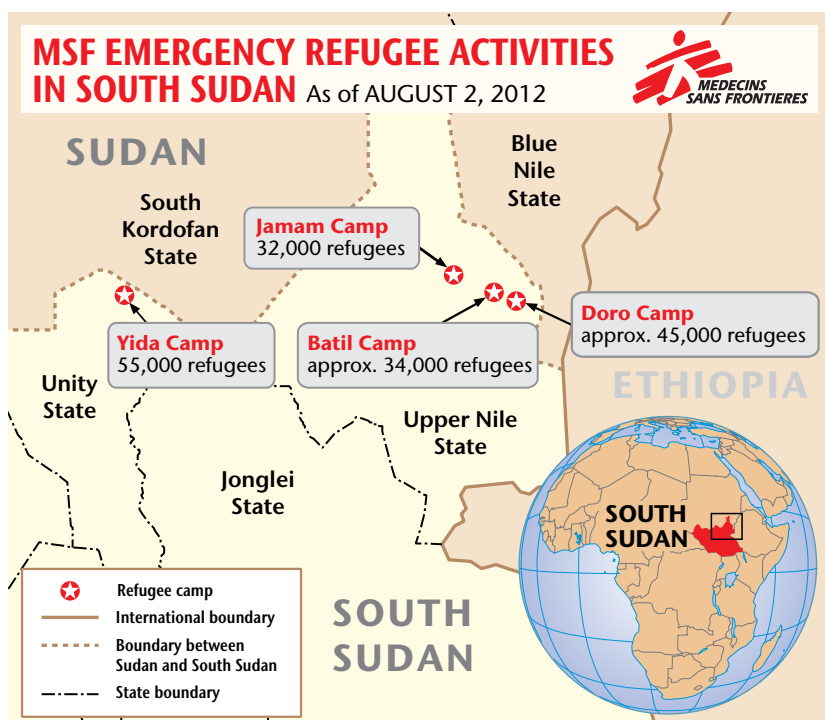 MSF EMERGENCY REFUGEE ACTIVITIES
IN SOUTH SUDAN As of AUGUST 2, 2012
MEDECINS
SANS FRONTIERES
SUDAN
Blue
Nile
State
South
Kordofan
State
Jamam Camp
32,000 refugees
Yida Camp
55,000 refugees
Batil Camp
approx. 34,000 refugees
Doro Camp
approx. 45,000 refugees
Unity
State
ETHIOPIA
Upper Nile
State
Jonglei
State
SOUTH
SUDAN
Refugee camp
International boundary
Boundary between
Sudan and South Sudan
State boundary
SOUTH
SUDAN